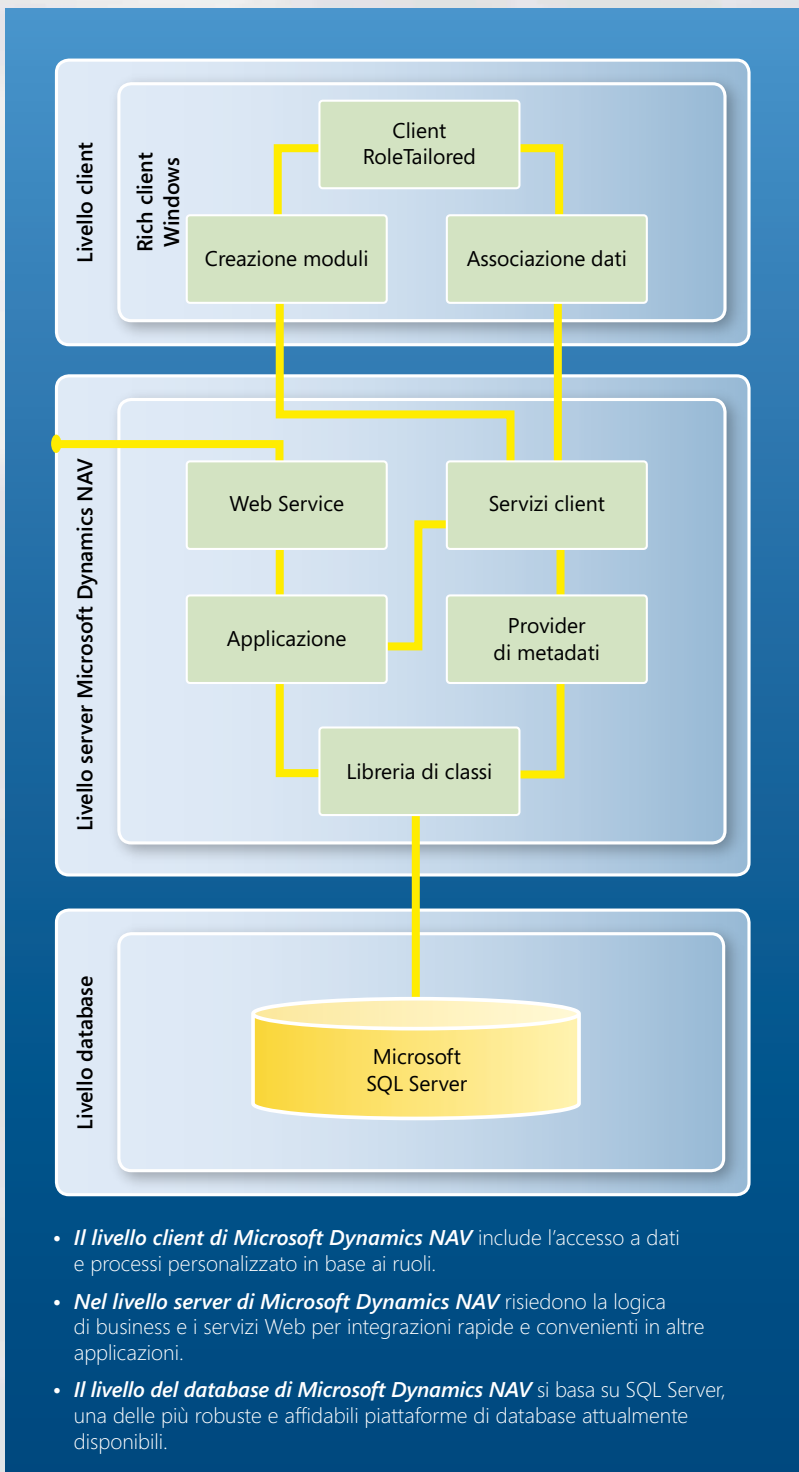 Livello client
Rich client
Windows
Client
RoleTailored
Creazione moduli
Associazione dati
Livello server Microsoft Dynamics NAV
Web Service
Servizi client
Applicazione
Provider
di metadati
Libreria di classi
Livello database
Microsoft
SQL Server
• Il livello client di Microsoft Dynamics NAV include l’accesso a dati
e processi personalizzato in base ai ruoli.
• Nel livello server di Microsoft Dynamics NAV risiedono la logica
di business e i servizi Web per integrazioni rapide e convenienti in altre
applicazioni.
• Il livello del database di Microsoft Dynamics NAV si basa su SQL Server,
una delle più robuste e affidabili piattaforme di database attualmente
disponibili.